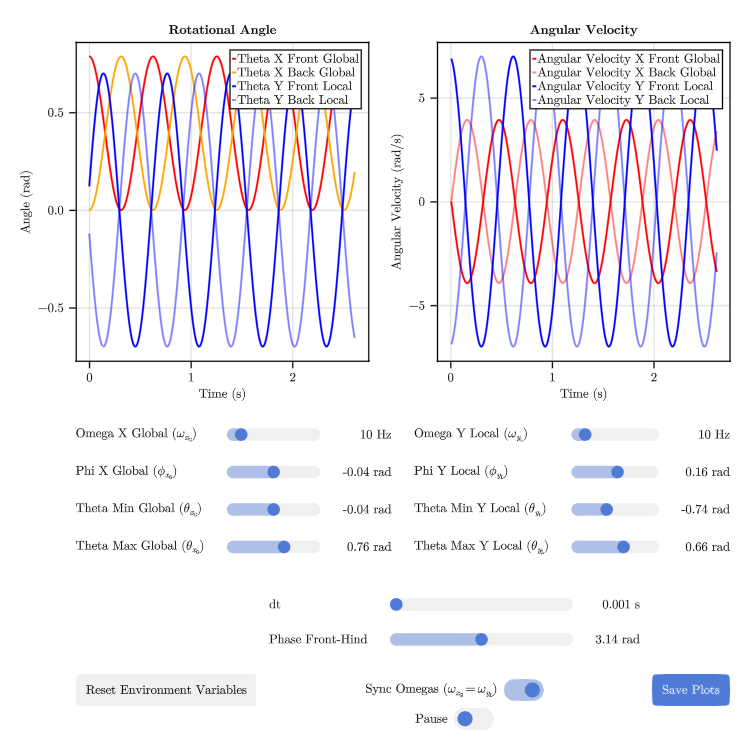 Rotational Angle
Theta X Front Global
Theta X Back Global
Theta Y Front Local
Theta Y Back Local
0.5
0.0
−0.5
Angle (rad)
0 1 2
Time (s)
Angular Velocity
Angular Velocity X Front Global
Angular Velocity X Back Global
Angular Velocity Y Front Local
Angular Velocity Y Back Local
5
0
−5
Angular Velocity (rad/s)
0 1 2
Time (s)
Omega X Global (ωₓ₀) 10 Hz
Omega Y Local 10 Hz
Phi X Global (ϕₓ₀) -0.04 rad
Phi Y Local 0.16 rad
Theta Min Global (θₓ₀) -0.04 rad
Theta Min Y Local -0.74 rad
Theta Max Global (θₓ₀) 0.76 rad
Theta Max Y Local 0.66 rad
dt 0.001 s
Phase Front-Hind 3.14 rad
Reset Environment Variables
Sync Omegas
Save Plots
Pause